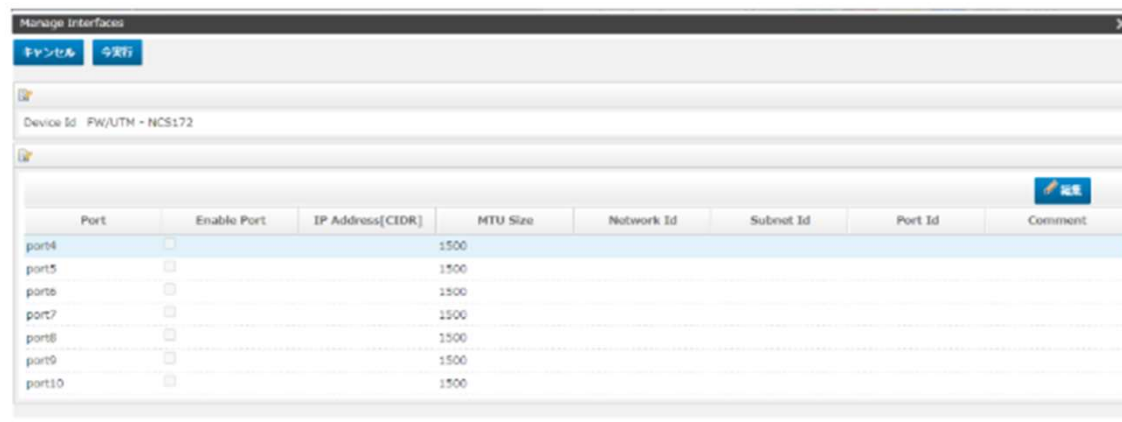 Manage Interfaces X
キャンセル 今実行
Device Id FW/UTM - NCS172
編集
Port Enable Port IP Address[CIDR] MTU Size Network Id Subnet Id Port Id Comment
port4 1500
port5 1500
port6 1500
port7 1500
port8 1500
port9 1500
port10 1500